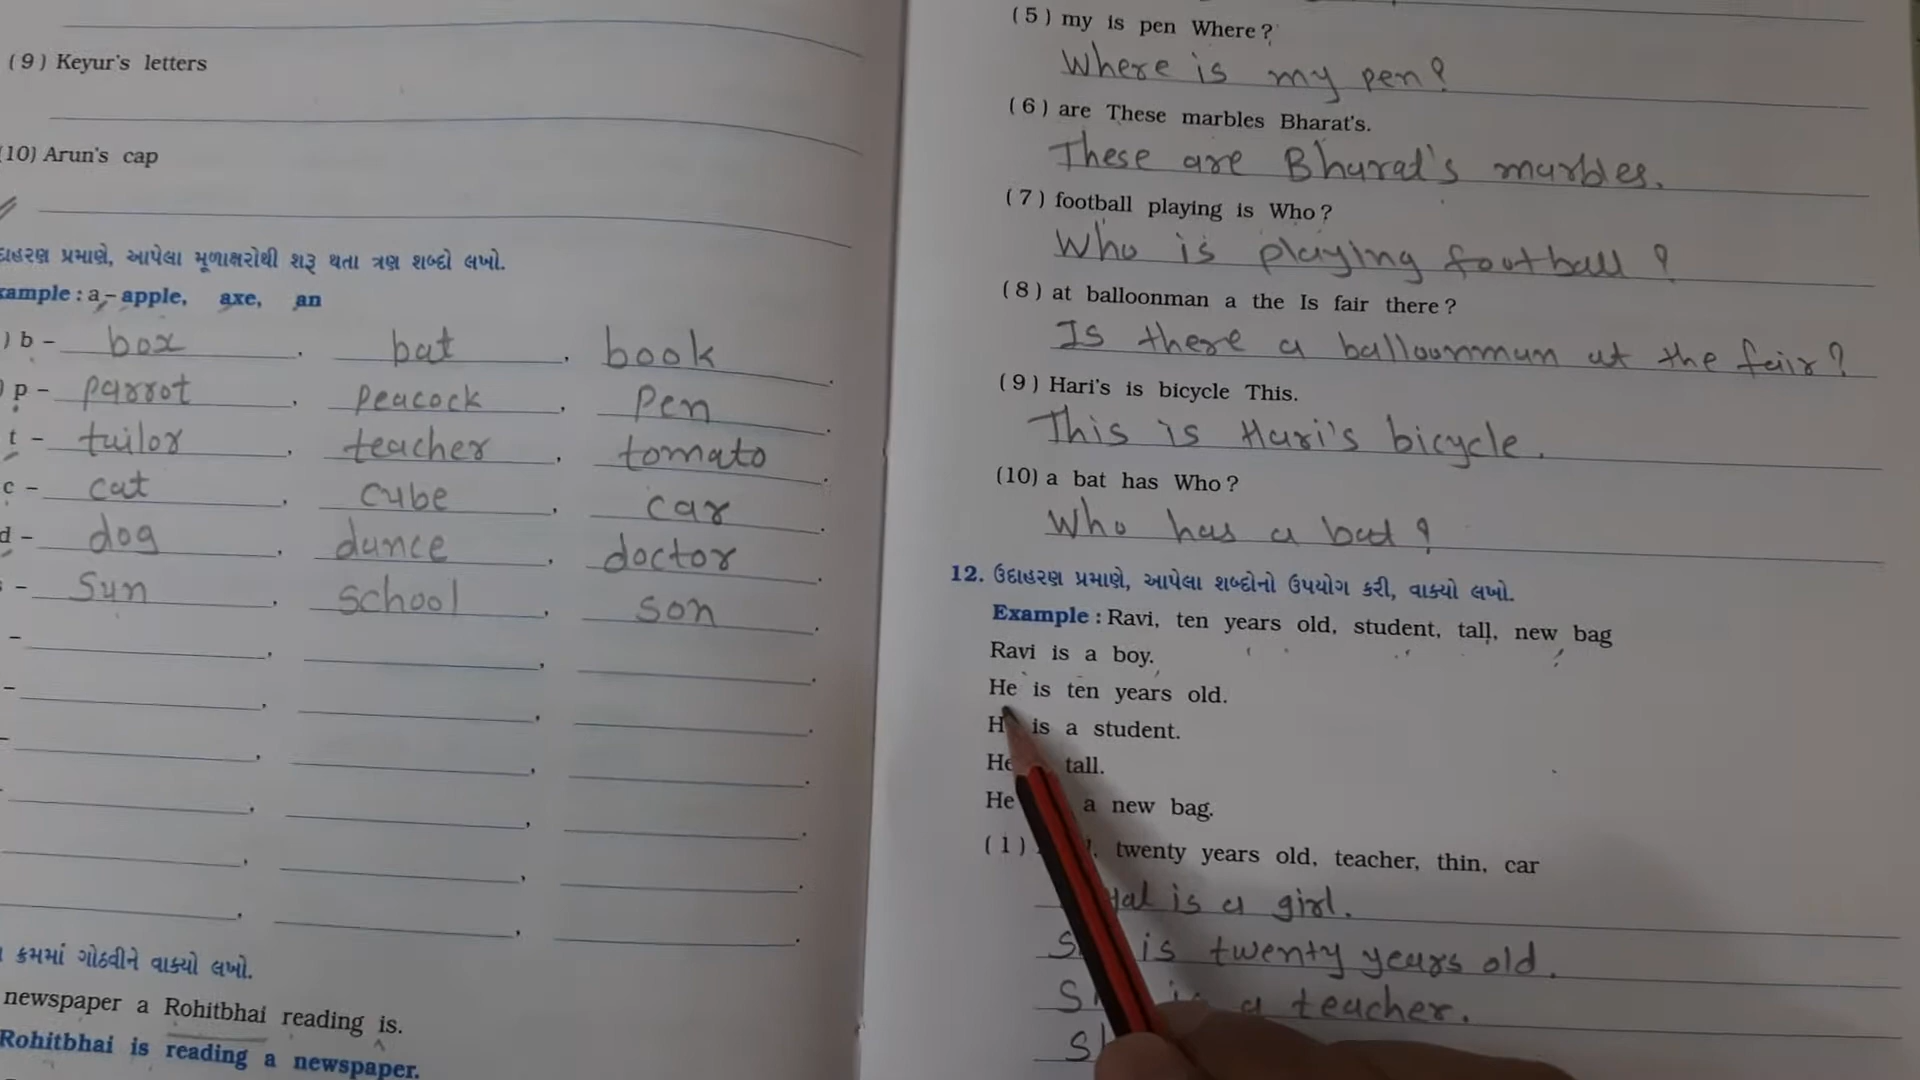 (9) Keyur's letters
(10) Arun's cap
પ્રમાણે, આપેલા મૂળાક્ષરોથી શરૂ થતા ત્રણ શબ્દો લખો.
a – apple, axe, an
b – box, bat, book.
p – parrot, peacock, pen.
t – tailor, teacher, tomato.
c – cat, cube, car.
d – dog, dance, doctor.
– sun, school, son.
ક્રમમાં ગોઠવીને વાક્યો લખો.
newspaper a Rohitbhai reading is.
Rohitbhai is reading a newspaper.
(5) my is pen Where?
Where is my pen?
(6) are These marbles Bharat's.
These are Bharat's marbles.
(7) football playing is Who?
Who is playing football?
(8) at balloonman a the Is fair there?
Is there a balloonman at the fair?
(9) Hari's is bicycle This.
This is Hari's bicycle.
(10) a bat has Who?
Who has a bat?
12. ઉદાહરણ પ્રમાણે, આપેલા શબ્દોનો ઉપયોગ કરી, વાક્યો લખો.
Example : Ravi, ten years old, student, tall, new bag
Ravi is a boy.
He is ten years old.
is a student.
He tall.
He a new bag.
(1) twenty years old, teacher, thin, car
is a girl.
is twenty years old.
a teacher.